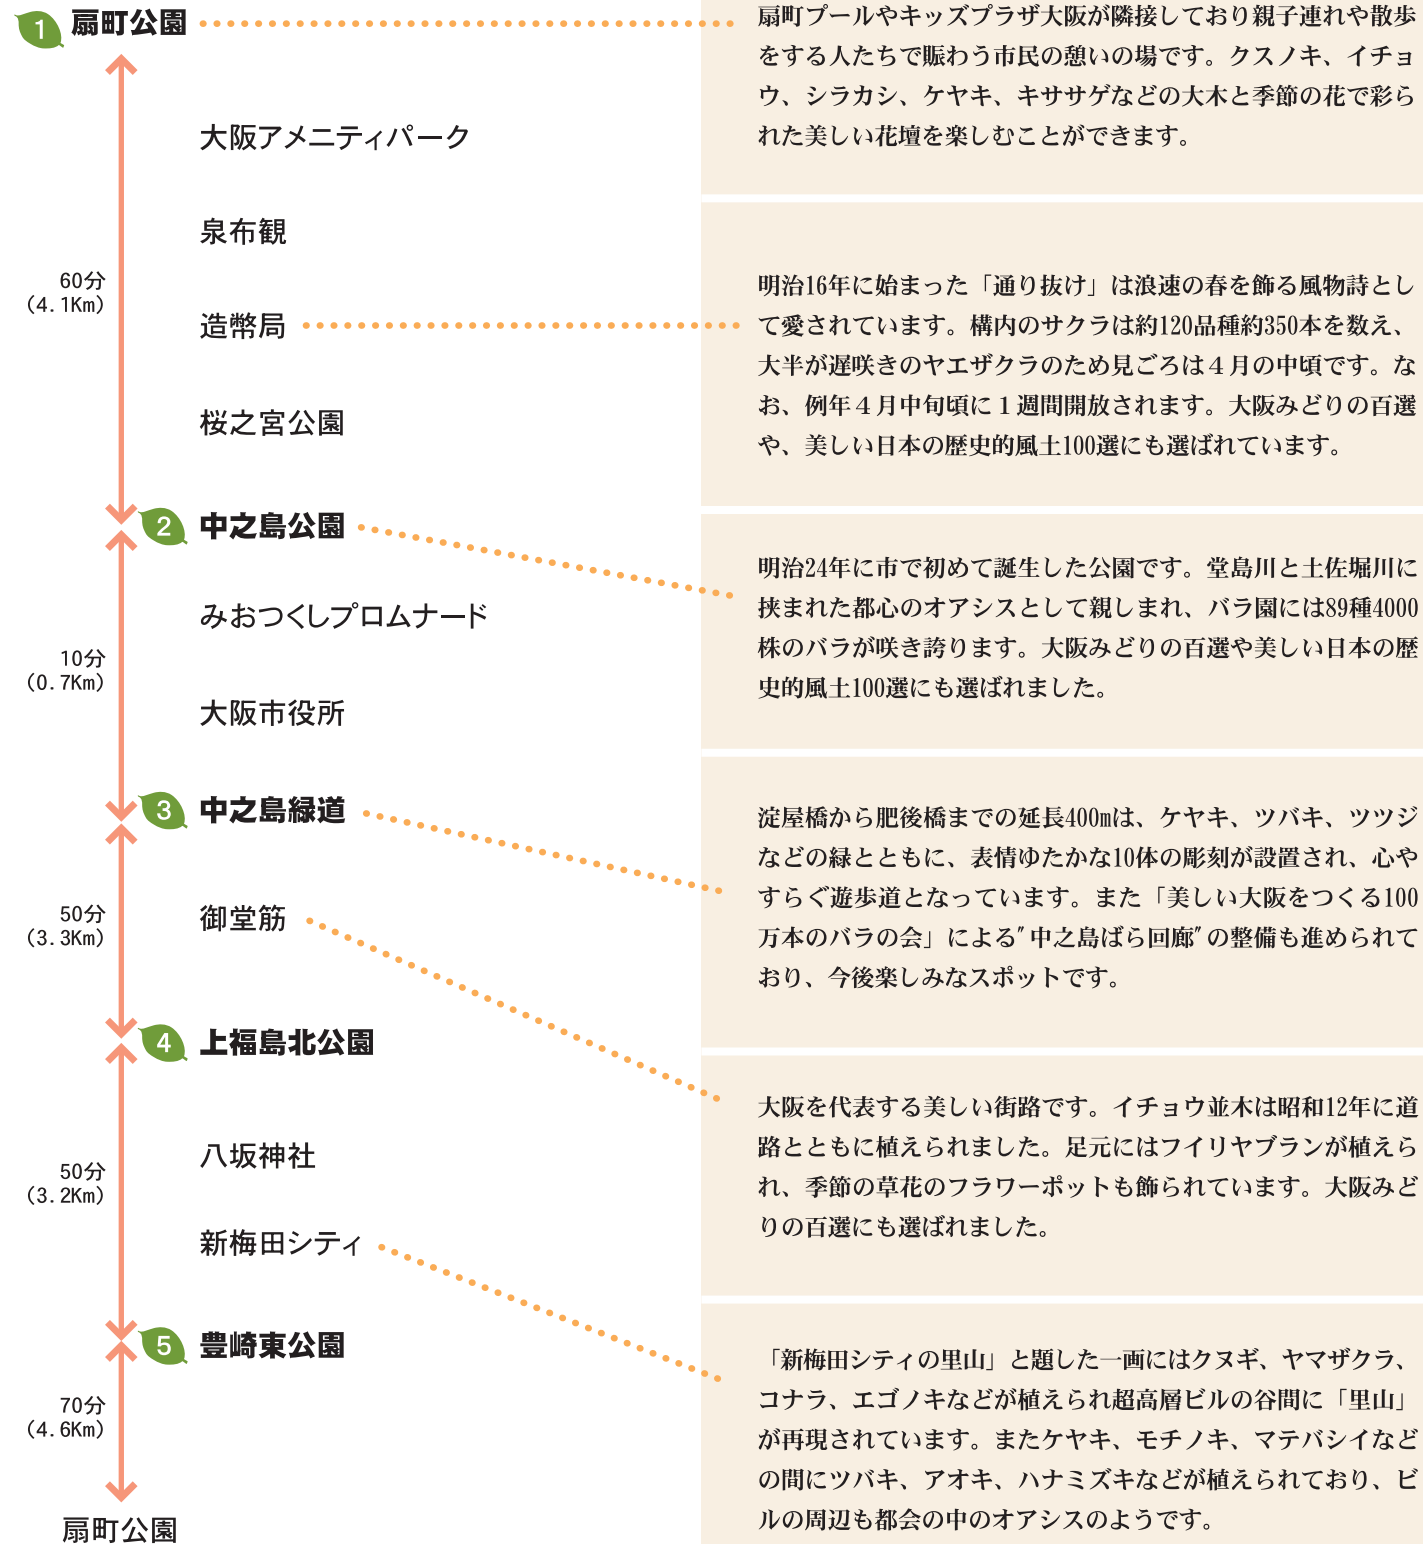 1 扇町公園
大阪アメニティパーク
泉布観
60分
(4.1Km)
造幣局
桜之宮公園
2 中之島公園
みおつくしプロムナード
10分
(0.7Km)
大阪市役所
3 中之島緑道
50分
(3.3Km)
御堂筋
4 上福島北公園
八坂神社
50分
(3.2Km)
新梅田シティ
5 豊崎東公園
70分
(4.6Km)
扇町公園
扇町プールやキッズプラザ大阪が隣接しており親子連れや散歩
をする人たちで賑わう市民の憩いの場です。クスノキ、イチョ
ウ、シラカシ、ケヤキ、キササゲなどの大木と季節の花で彩ら
れた美しい花壇を楽しむことができます。
明治16年に始まった「通り抜け」は浪速の春を飾る風物詩とし
て愛されています。構内のサクラは約120品種約350本を数え、
大半が遅咲きのヤエザクラのため見ごろは４月の中頃です。な
お、例年４月中旬頃に１週間開放されます。大阪みどりの百選
や、美しい日本の歴史的風土100選にも選ばれています。
明治24年に市で初めて誕生した公園です。堂島川と土佐堀川に
挟まれた都心のオアシスとして親しまれ、バラ園には89種4000
株のバラが咲き誇ります。大阪みどりの百選や美しい日本の歴
史的風土100選にも選ばれました。
淀屋橋から肥後橋までの延長400mは、ケヤキ、ツバキ、ツツジ
などの緑とともに、表情ゆたかな10体の彫刻が設置され、心や
すらぐ遊歩道となっています。また「美しい大阪をつくる100
万本のバラの会」による"中之島ばら回廊"の整備も進められて
おり、今後楽しみなスポットです。
大阪を代表する美しい街路です。イチョウ並木は昭和12年に道
路とともに植えられました。足元にはフイリヤブランが植えら
れ、季節の草花のフラワーポットも飾られています。大阪みど
りの百選にも選ばれました。
「新梅田シティの里山」と題した一画にはクヌギ、ヤマザクラ、
コナラ、エゴノキなどが植えられ超高層ビルの谷間に「里山」
が再現されています。またケヤキ、モチノキ、マテバシイなど
の間にツバキ、アオキ、ハナミズキなどが植えられており、ビ
ルの周辺も都会の中のオアシスのようです。